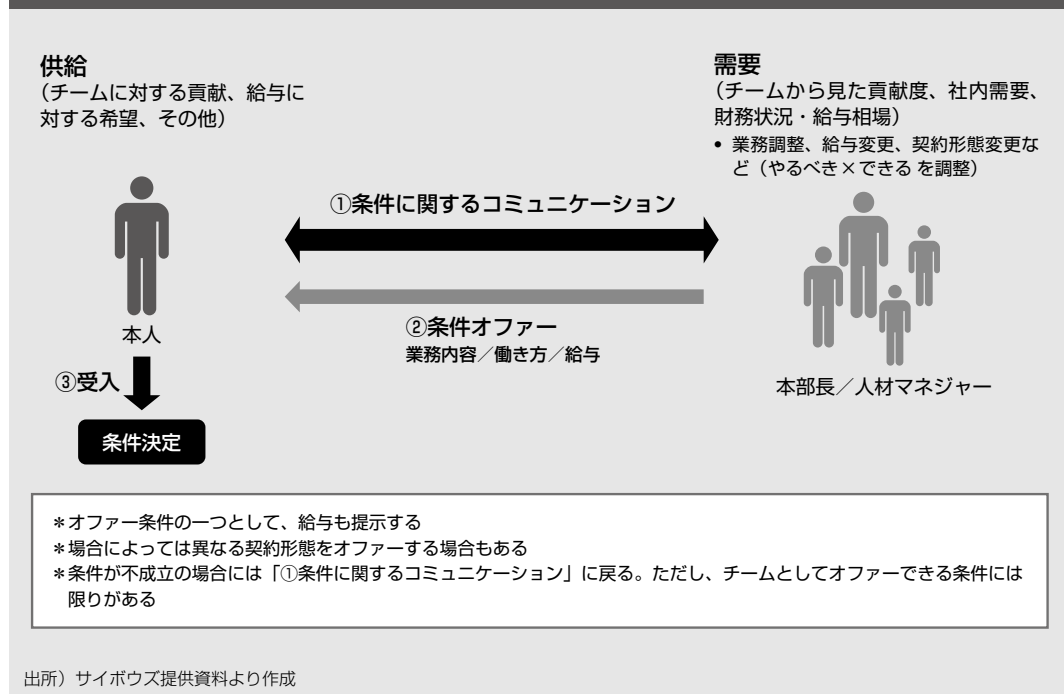 供給
（チームに対する貢献、給与に
対する希望、その他）
需要
（チームから見た貢献度、社内需要、
財務状況・給与相場）
• 業務調整、給与変更、契約形態変更な
ど（やるべき×できる を調整）
①条件に関するコミュニケーション
②条件オファー
業務内容／働き方／給与
本人
③受入
条件決定
本部長／人材マネジャー
＊オファー条件の一つとして、給与も提示する
＊場合によっては異なる契約形態をオファーする場合もある
＊条件が不成立の場合には「①条件に関するコミュニケーション」に戻る。ただし、チームとしてオファーできる条件には
限りがある
出所）サイボウズ提供資料より作成